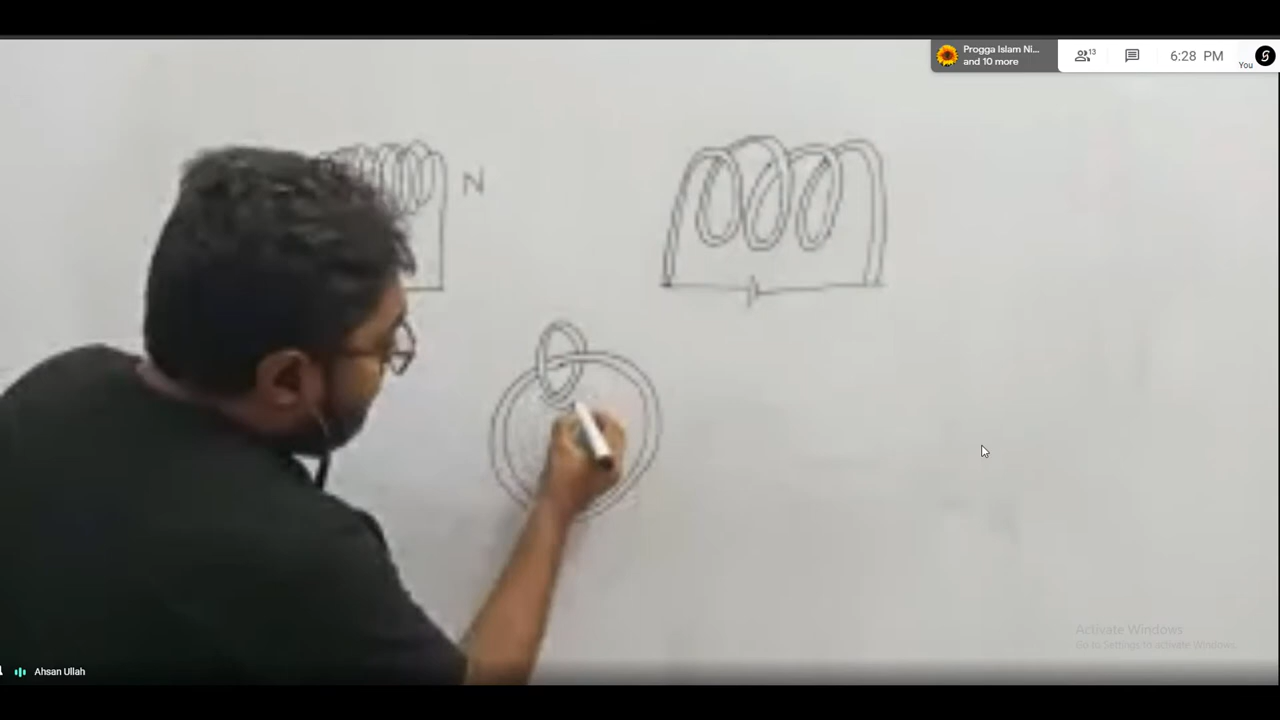 Progga Islam Ni...
and 10 more
13
6:28 PM
You
N
Activate Windows
Go to Settings to activate Windows.
Ahsan Ullah